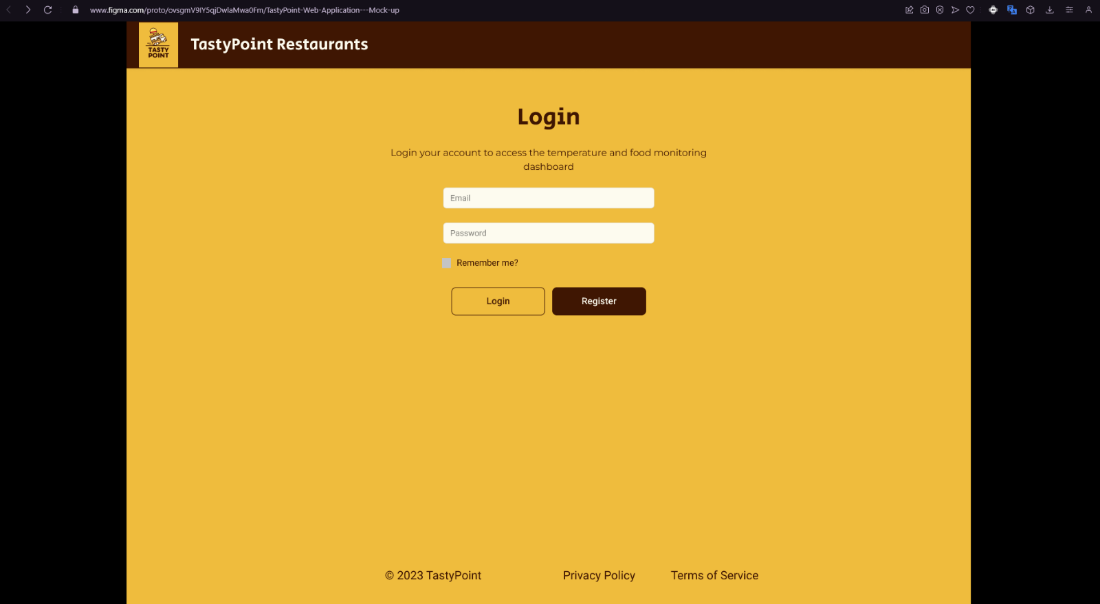 www.figma.com/proto/ovsgmV9IY5qjDwlaMwa0Fm/TastyPoint-Web-Application---Mock-up
TASTY
POINT
TastyPoint Restaurants
Login
Login your account to access the temperature and food monitoring
dashboard
Email
Password
Remember me?
Login
Register
© 2023 TastyPoint
Privacy Policy
Terms of Service